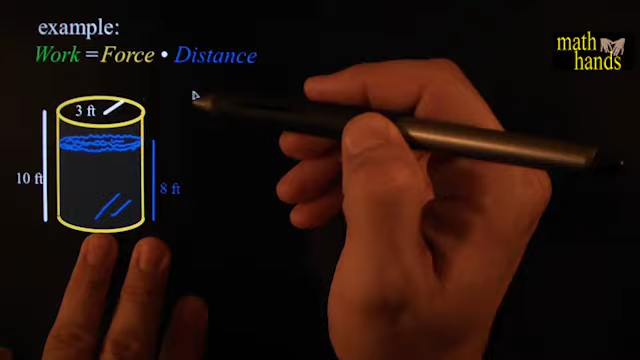 example:
Work = Force • Distance
math
hands
3 ft
10 ft
8 ft